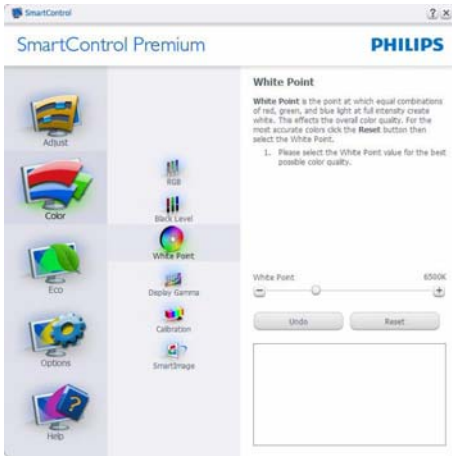 SmartControl
? x
SmartControl Premium
PHILIPS
Adjust
Color
Eco
Options
Help
RGB
Black Level
White Point
Display Gamma
Calibration
SmartImage
White Point
White Point is the point at which equal combinations
of red, green, and blue light at full intensity create
white. This effects the overall color quality. For the
most accurate colors click the Reset button then
select the White Point.
1. Please select the White Point value for the best
possible color quality.
White Point 6500K
Undo Reset